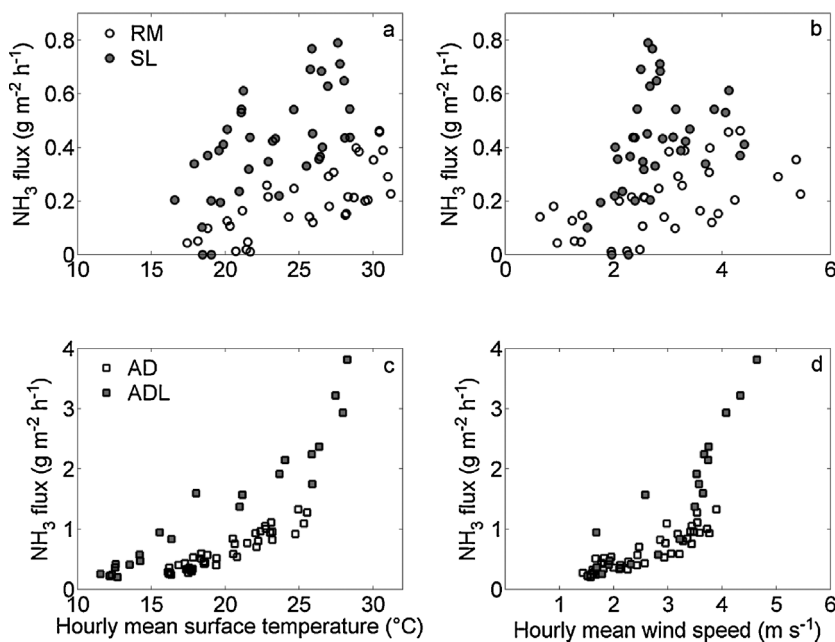 a
RM
SL
NH₃ flux (g m⁻² h⁻¹)
0.8
0.6
0.4
0.2
0
10 15 20 25 30
b
0.8
0.6
0.4
0.2
0
0 2 4 6
NH₃ flux (g m⁻² h⁻¹)
c
AD
ADL
NH₃ flux (g m⁻² h⁻¹)
4
3
2
1
0
10 15 20 25 30
Hourly mean surface temperature (°C)
d
4
3
2
1
0
1 2 3 4 5 6
NH₃ flux (g m⁻² h⁻¹)
Hourly mean wind speed (m s⁻¹)